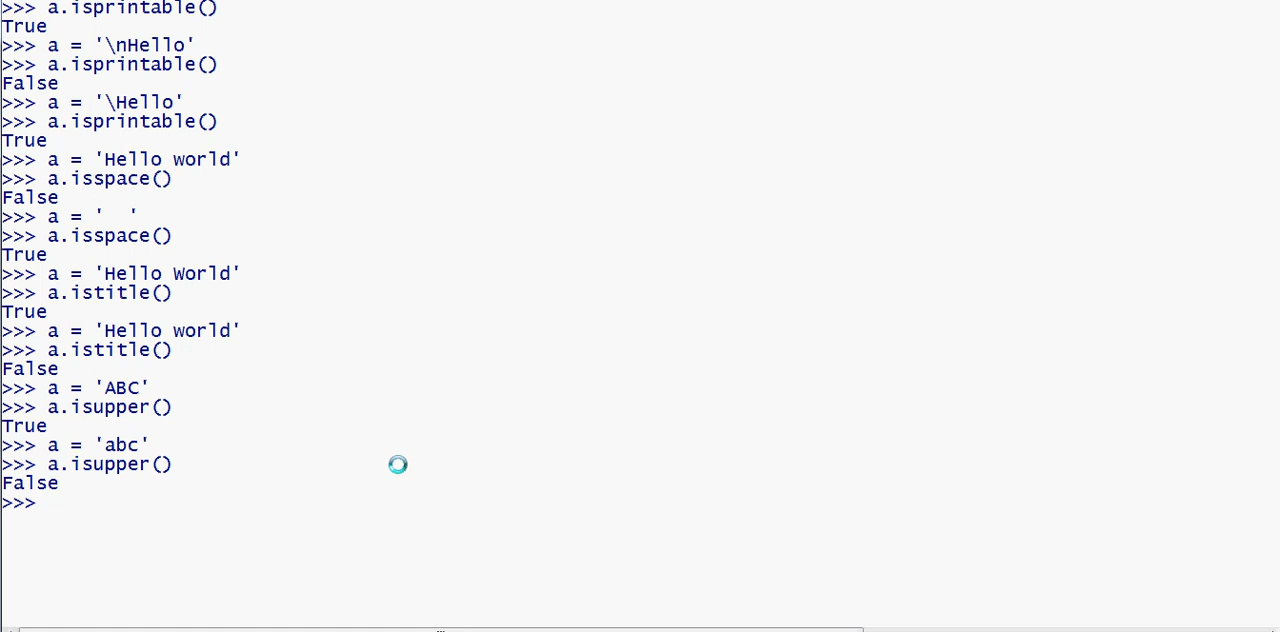 >>> a.isprintable()
True
>>> a = '\nHello'
>>> a.isprintable()
False
>>> a = '\Hello'
>>> a.isprintable()
True
>>> a = 'Hello world'
>>> a.isspace()
False
>>> a = '  '
>>> a.isspace()
True
>>> a = 'Hello World'
>>> a.istitle()
True
>>> a = 'Hello world'
>>> a.istitle()
False
>>> a = 'ABC'
>>> a.isupper()
True
>>> a = 'abc'
>>> a.isupper()
False
>>>